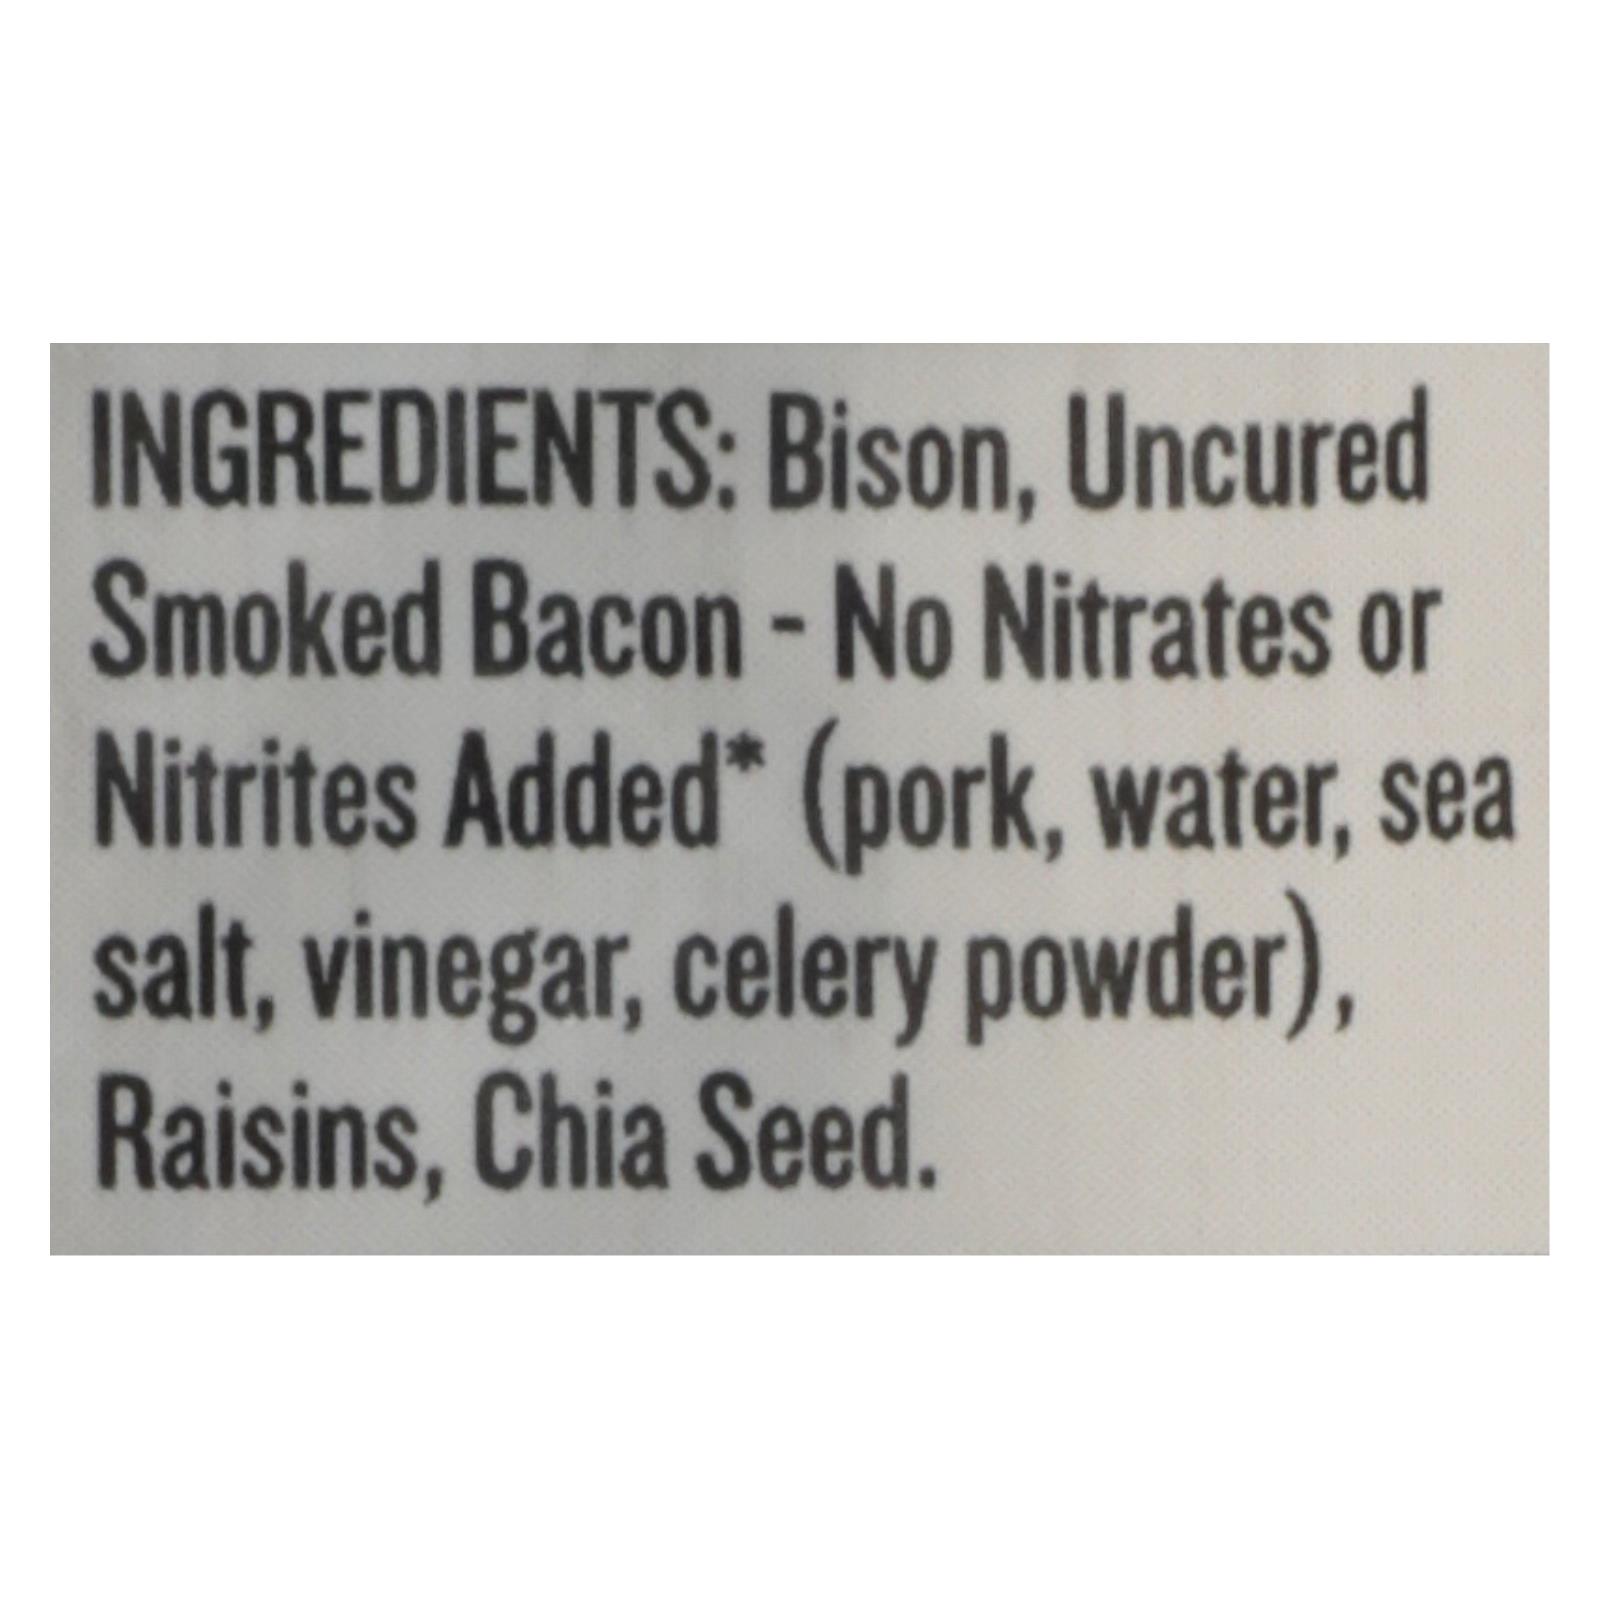 INGREDIENTS: Bison, Uncured
Smoked Bacon - No Nitrates or
Nitrites Added* (pork, water, sea
salt, vinegar, celery powder),
Raisins, Chia Seed.